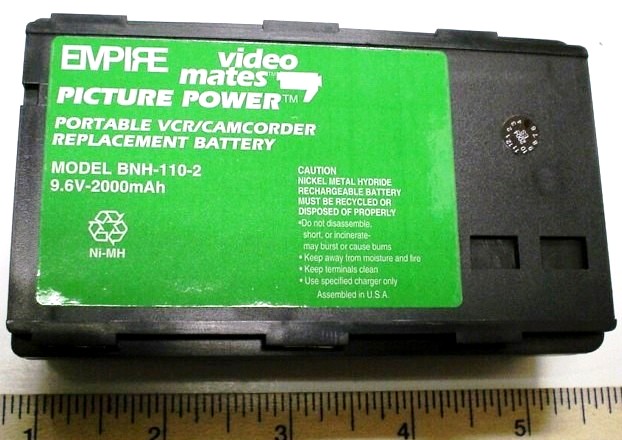 EMPIRE video
mates™
PICTURE POWER™
PORTABLE VCR/CAMCORDER
REPLACEMENT BATTERY
MODEL BNH-110-2
9.6V-2000mAh
Ni-MH
CAUTION
NICKEL METAL HYDRIDE
RECHARGEABLE BATTERY
MUST BE RECYCLED OR
DISPOSED OF PROPERLY
•Do not disassemble,
short, or incinerate-
may burst or cause burns
• Keep away from moisture and fire
• Keep terminals clean
• Use specified charger only
Assembled in U.S.A.
1 2 3 4 5